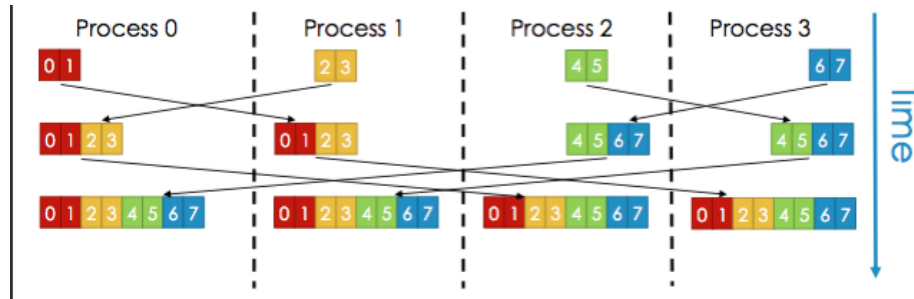 Process 0 Process 1 Process 2 Process 3
0 1 2 3 4 5 6 7
0 1 2 3 0 1 2 3 4 5 6 7 4 5 6 7
0 1 2 3 4 5 6 7 0 1 2 3 4 5 6 7 0 1 2 3 4 5 6 7 0 1 2 3 4 5 6 7
Time